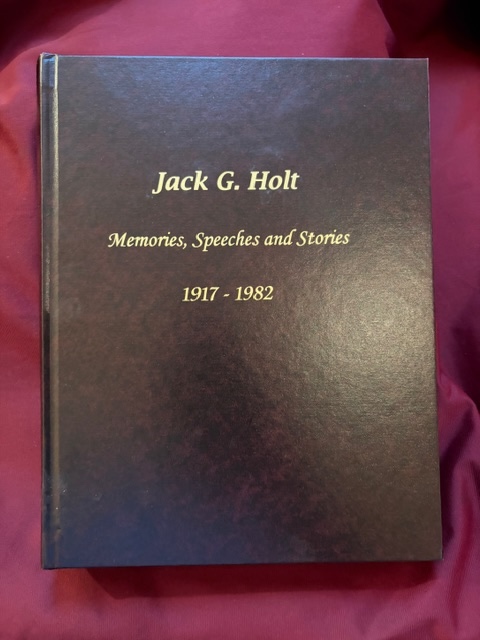 Jack G. Holt
Memories, Speeches and Stories
1917 - 1982